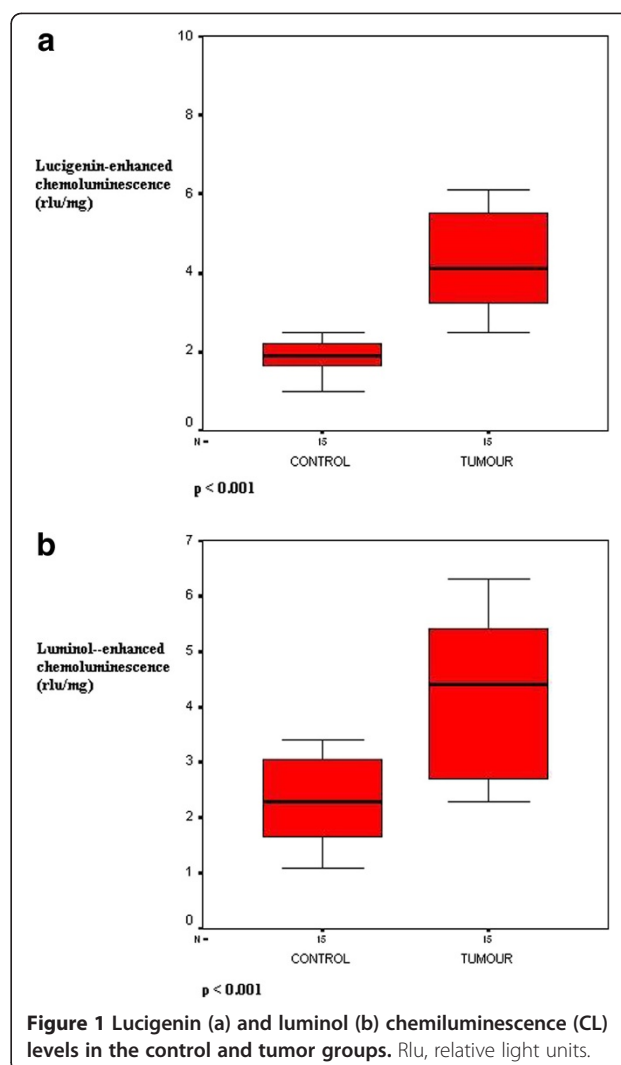 a
10
8
Lucigenin-enhanced
chemoluminescence
(rlu/mg)
6
4
2
0
N = 15 15
CONTROL TUMOUR
p < 0.001
b
7
6
Luminol--enhanced
chemoluminescence
(rlu/mg)
5
4
3
2
1
0
N = 15 15
CONTROL TUMOUR
p < 0.001
Figure 1 Lucigenin (a) and luminol (b) chemiluminescence (CL)
levels in the control and tumor groups. Rlu, relative light units.